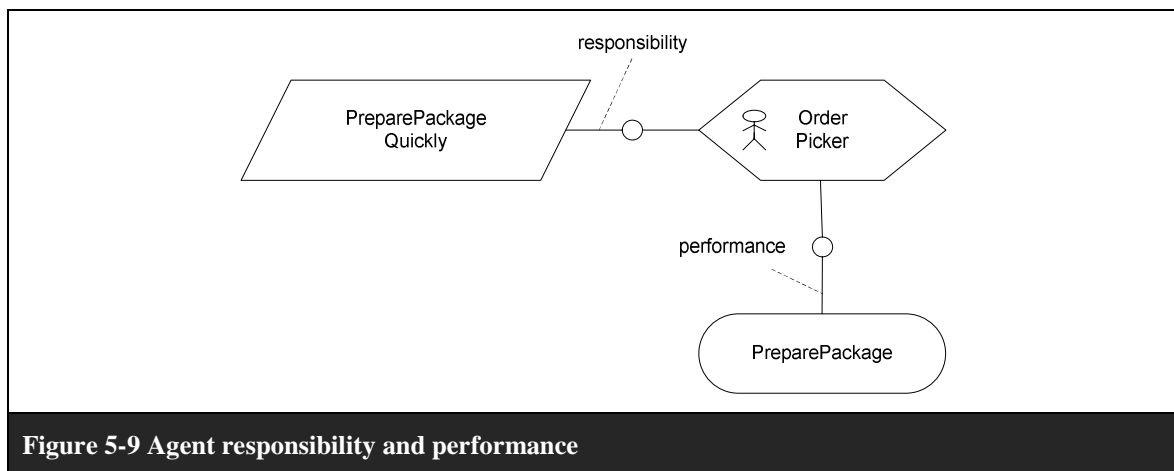 responsibility
PreparePackage
Quickly
Order
Picker
performance
PreparePackage
Figure 5-9 Agent responsibility and performance